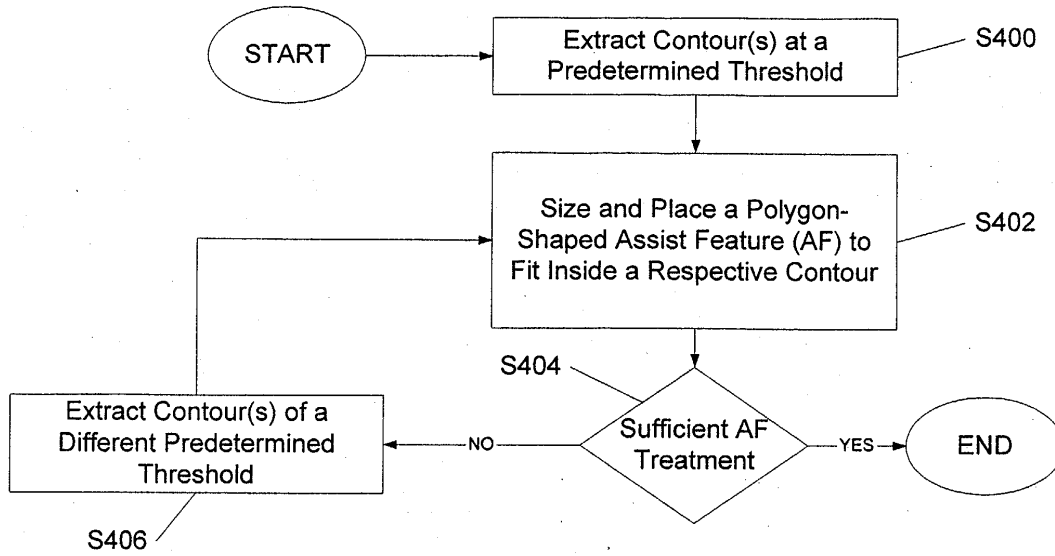 START
Extract Contour(s) at a
Predetermined Threshold
S400
Size and Place a Polygon-
Shaped Assist Feature (AF) to
Fit Inside a Respective Contour
S402
S404
Sufficient AF
Treatment
YES
END
NO
Extract Contour(s) of a
Different Predetermined
Threshold
S406